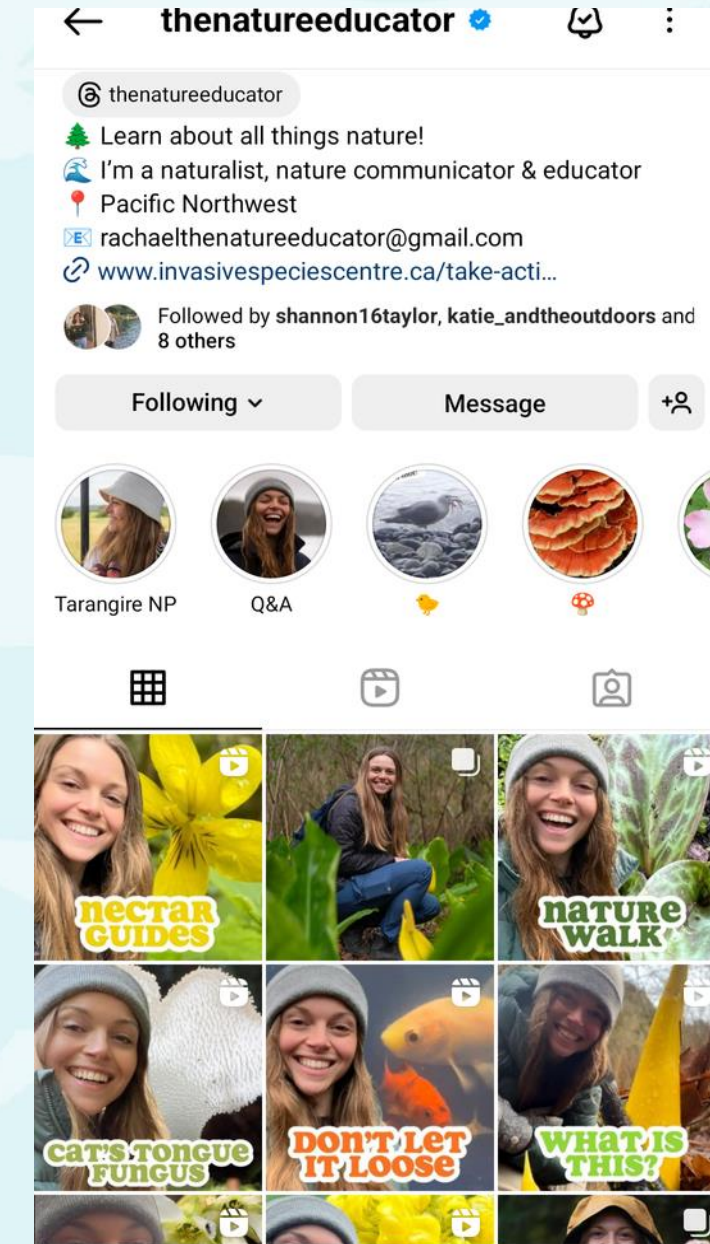 thenatureeducator
thenatureeducator
🌲 Learn about all things nature!
🌊 I'm a naturalist, nature communicator & educator
📍 Pacific Northwest
📧 rachaelthenatureeducator@gmail.com
www.invasivespeciescentre.ca/take-acti...
Followed by shannon16taylor, katie_andtheoutdoors and
8 others
Following
Message
Tarangire NP
Q&A
🐤
🍄
NECTAR
GUIDES
NATURE
WALK
CAT'S TONGUE
FUNGUS
DON'T LET
IT LOOSE
WHAT IS
THIS?